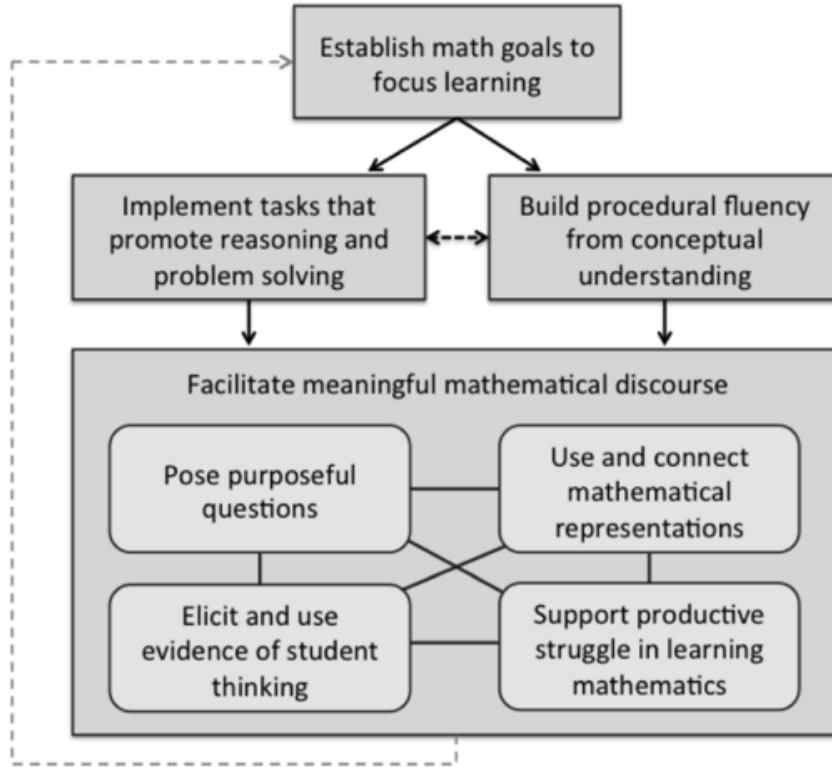 Establish math goals to
focus learning
Implement tasks that
promote reasoning and
problem solving
Build procedural fluency
from conceptual
understanding
Facilitate meaningful mathematical discourse
Pose purposeful
questions
Use and connect
mathematical
representations
Elicit and use
evidence of student
thinking
Support productive
struggle in learning
mathematics